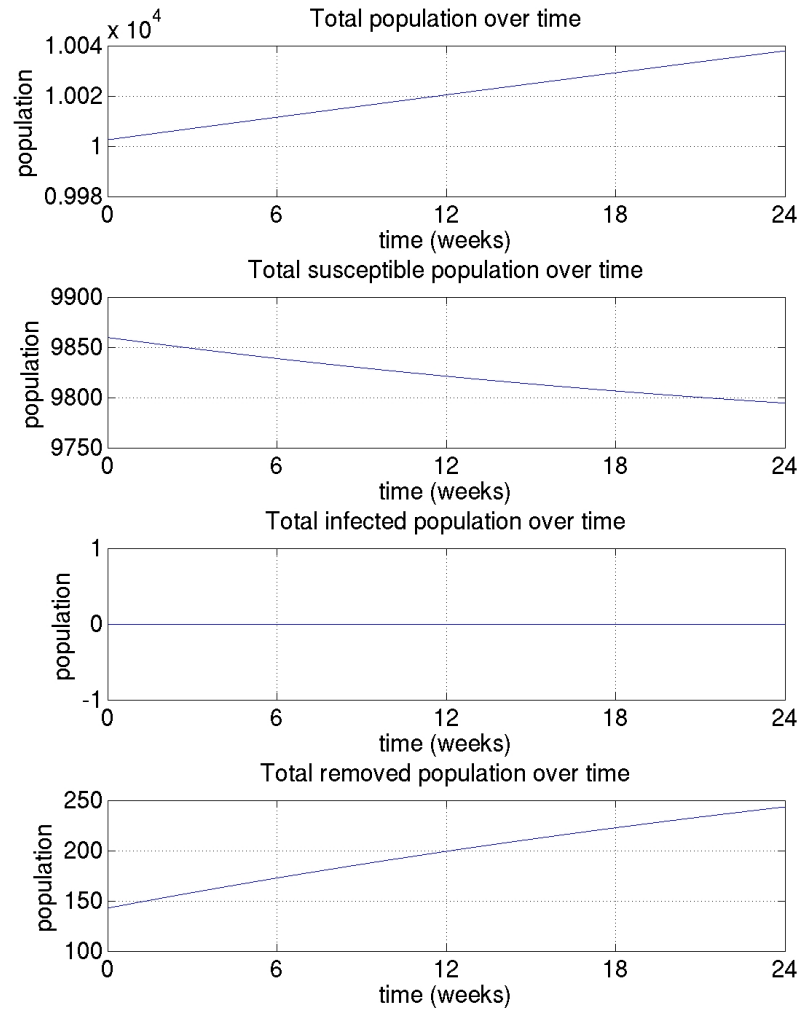 x 10^4
Total population over time
1.004
1.002
1
0.998
population
0 6 12 18 24
time (weeks)
Total susceptible population over time
9900
9850
9800
9750
population
0 6 12 18 24
time (weeks)
Total infected population over time
1
0
-1
population
0 6 12 18 24
time (weeks)
Total removed population over time
250
200
150
100
population
0 6 12 18 24
time (weeks)